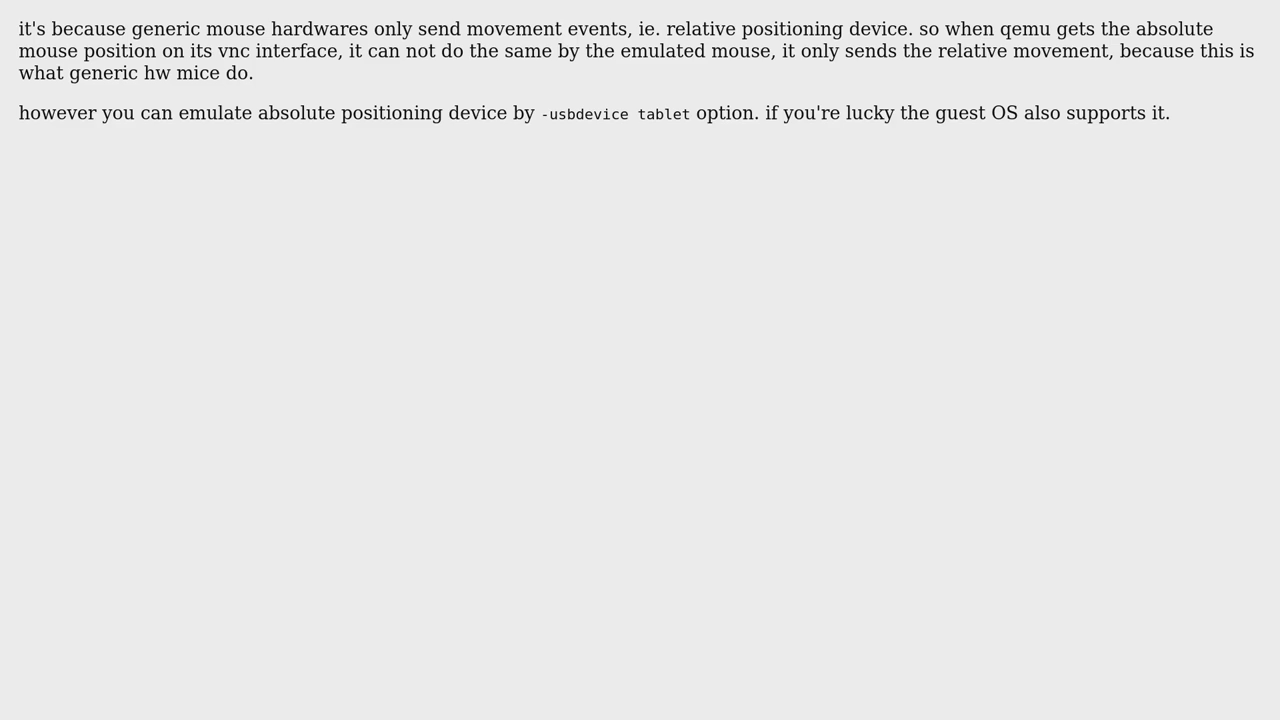 it's because generic mouse hardwares only send movement events, ie. relative positioning device. so when qemu gets the absolute
mouse position on its vnc interface, it can not do the same by the emulated mouse, it only sends the relative movement, because this is
what generic hw mice do.
however you can emulate absolute positioning device by -usbdevice tablet option. if you're lucky the guest OS also supports it.